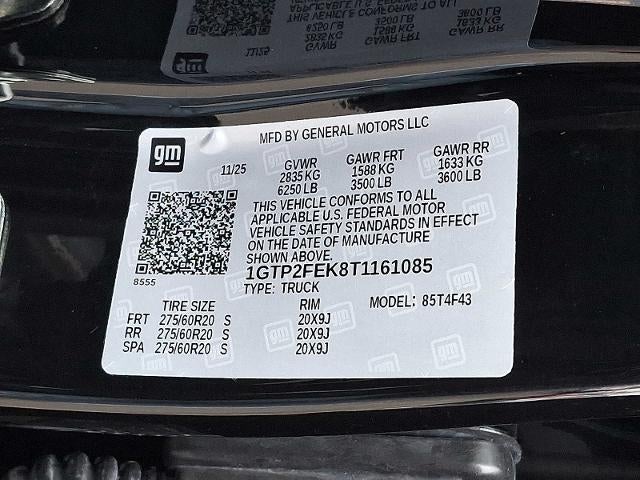 gm
MFD BY GENERAL MOTORS LLC
11/25
GVWR GAWR FRT GAWR RR
2835 KG 1588 KG 1633 KG
6250 LB 3500 LB 3600 LB
THIS VEHICLE CONFORMS TO ALL
APPLICABLE U.S. FEDERAL MOTOR
VEHICLE SAFETY STANDARDS IN EFFECT
ON THE DATE OF MANUFACTURE
SHOWN ABOVE.
8555
1GTP2FEK8T1161085
TYPE: TRUCK
MODEL: 85T4F43
TIRE SIZE RIM
FRT 275/60R20 S 20X9J
RR 275/60R20 S 20X9J
SPA 275/60R20 S 20X9J